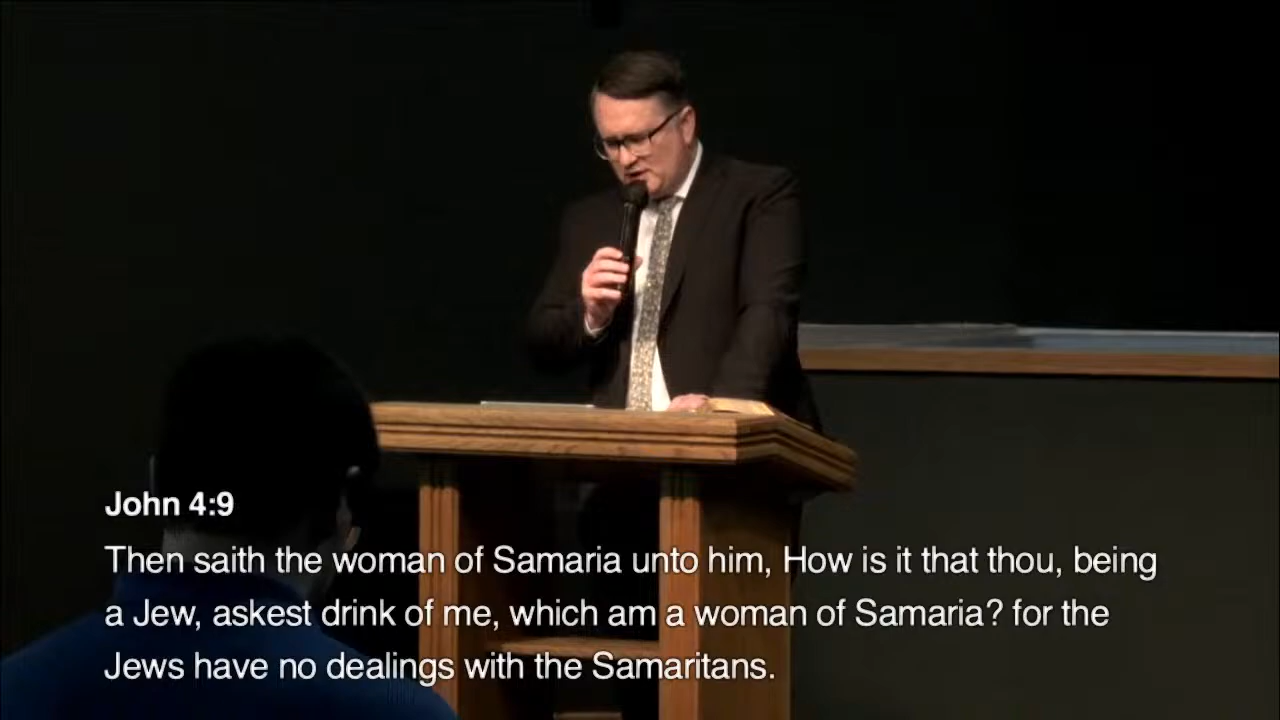 John 4:9
Then saith the woman of Samaria unto him, How is it that thou, being
a Jew, askest drink of me, which am a woman of Samaria? for the
Jews have no dealings with the Samaritans.